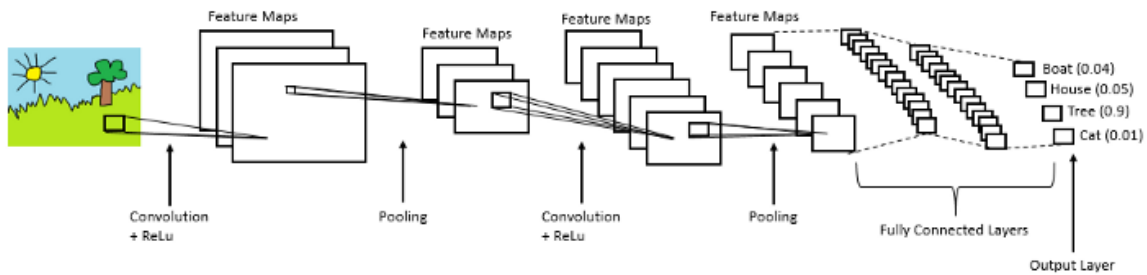 Feature Maps
Feature Maps
Feature Maps
Feature Maps
Boat (0.04)
House (0.05)
Tree (0.9)
Cat (0.01)
Convolution
+ ReLu
Pooling
Convolution
+ ReLu
Pooling
Fully Connected Layers
Output Layer